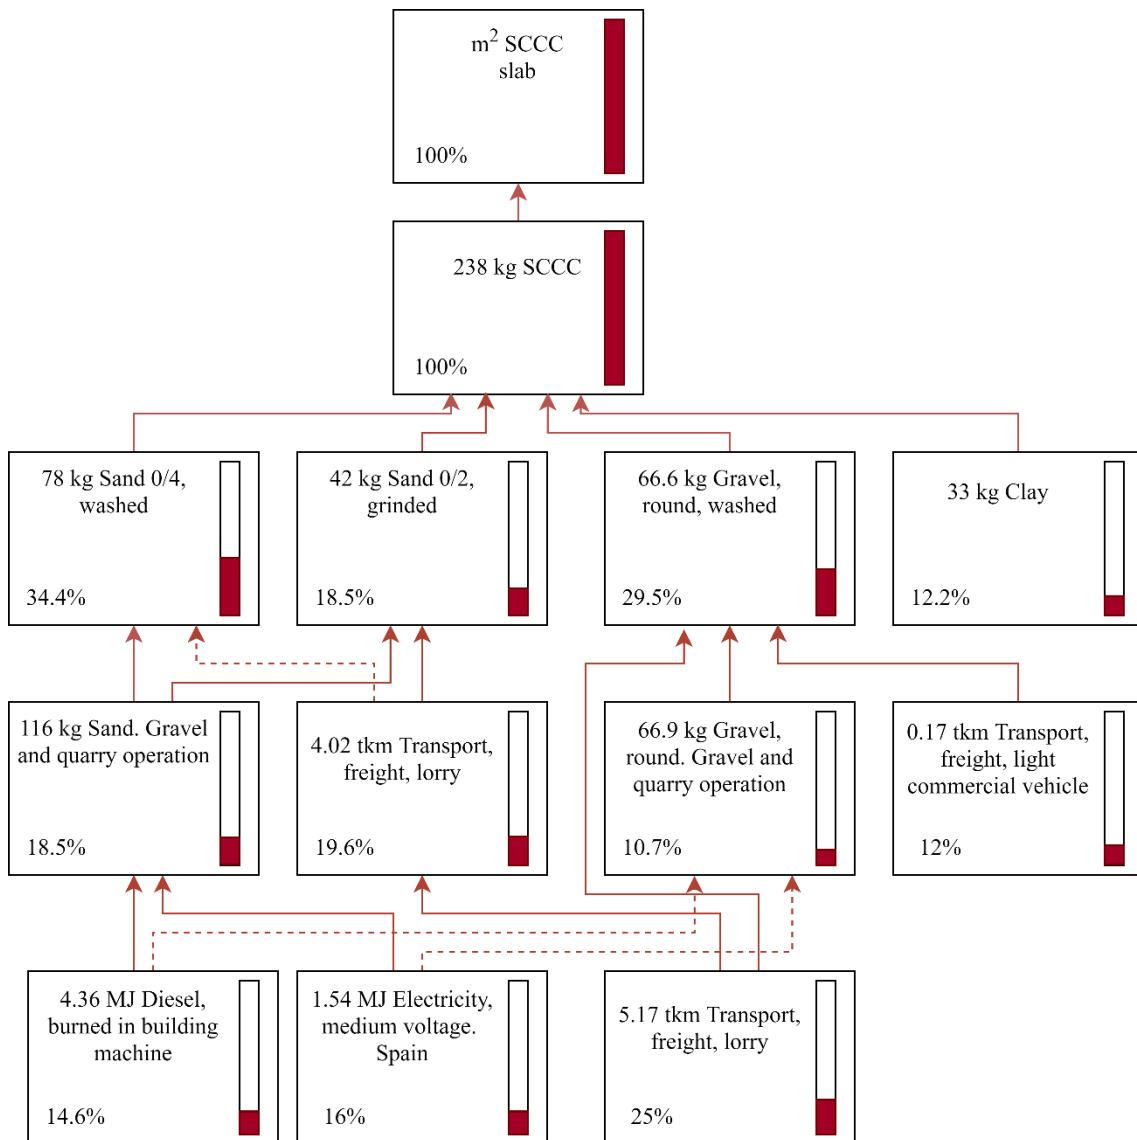 m² SCCC
slab
100%
238 kg SCCC
100%
78 kg Sand 0/4,
washed
34.4%
42 kg Sand 0/2,
grinded
18.5%
66.6 kg Gravel,
round, washed
29.5%
33 kg Clay
12.2%
116 kg Sand. Gravel
and quarry operation
18.5%
4.02 tkm Transport,
freight, lorry
19.6%
66.9 kg Gravel,
round. Gravel and
quarry operation
10.7%
0.17 tkm Transport,
freight, light
commercial vehicle
12%
4.36 MJ Diesel,
burned in building
machine
14.6%
1.54 MJ Electricity,
medium voltage.
Spain
16%
5.17 tkm Transport,
freight, lorry
25%